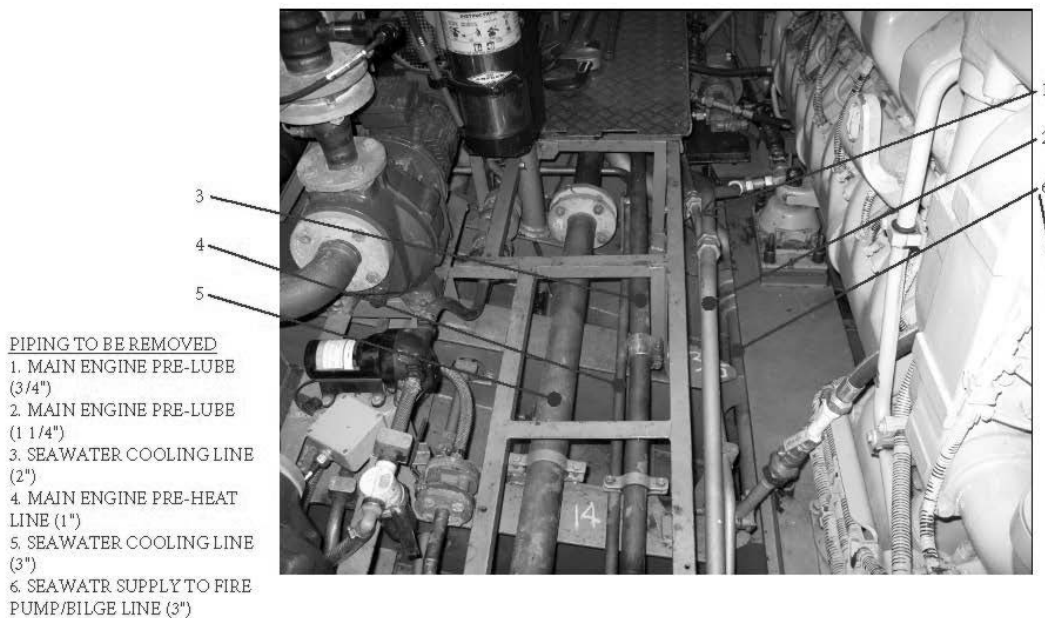 1
2
6
3
4
5
14
PIPING TO BE REMOVED
1. MAIN ENGINE PRE-LUBE
(3/4")
2. MAIN ENGINE PRE-LUBE
(1 1/4")
3. SEAWATER COOLING LINE
(2")
4. MAIN ENGINE PRE-HEAT
LINE (1")
5. SEAWATER COOLING LINE
(3")
6. SEAWATR SUPPLY TO FIRE
PUMP/BILGE LINE (3")